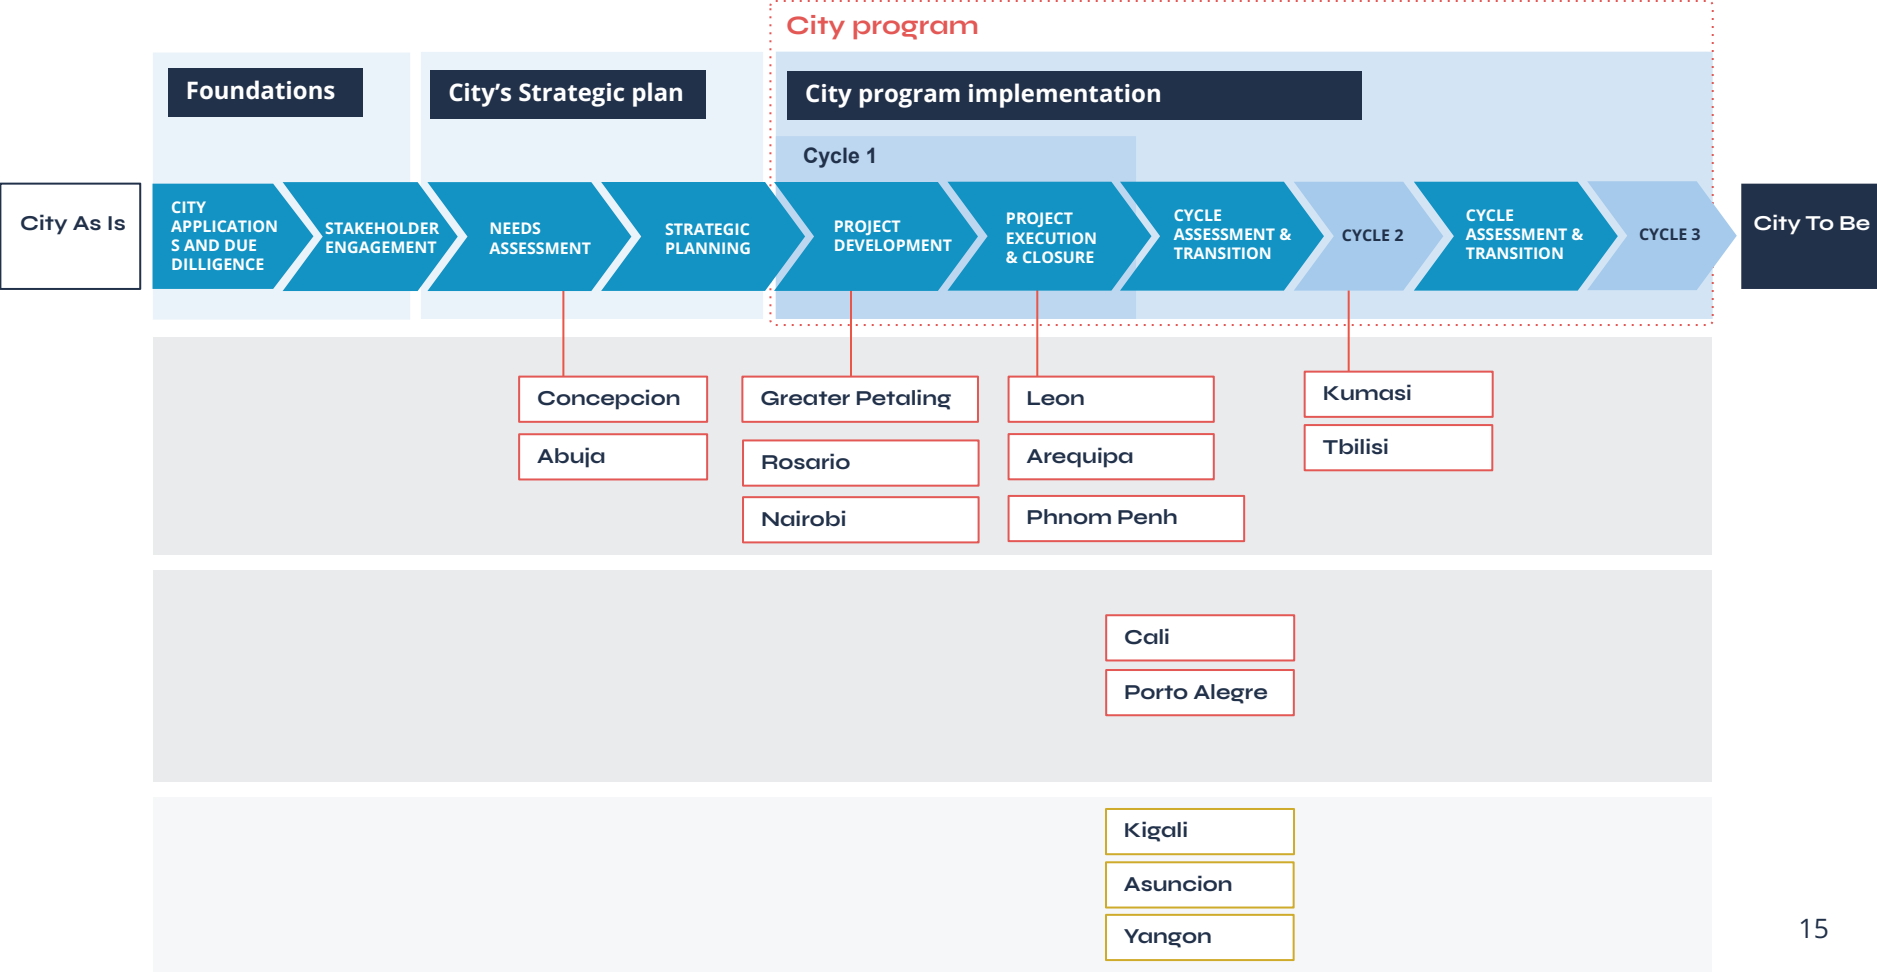 City program
Foundations
City's Strategic plan
City program implementation
Cycle 1
City As Is
CITY
APPLICATION
S AND DUE
DILLIGENCE
STAKEHOLDER
ENGAGEMENT
NEEDS
ASSESSMENT
STRATEGIC
PLANNING
PROJECT
DEVELOPMENT
PROJECT
EXECUTION
& CLOSURE
CYCLE
ASSESSMENT &
TRANSITION
CYCLE 2
CYCLE
ASSESSMENT &
TRANSITION
CYCLE 3
City To Be
Concepcion
Abuja
Greater Petaling
Rosario
Nairobi
Leon
Arequipa
Phnom Penh
Kumasi
Tbilisi
Cali
Porto Alegre
Kigali
Asuncion
Yangon
15